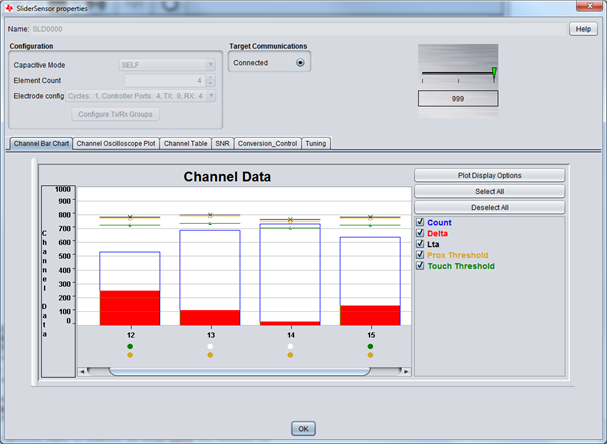 SliderSensor properties
Name: SLD0000
Help
Configuration
Capacitive Mode SELF
Element Count 4
Electrode config Cycles: 1, Controller Ports: 4, TX: 0, RX: 4
Configure Tx/Rx Groups
Target Communications
Connected
999
Channel Bar Chart Channel Oscilloscope Plot Channel Table SNR Conversion_Control Tuning
Channel Data
Channel Data
1000
900
800
700
600
500
400
300
200
100
0
12 13 14 15
Plot Display Options
Select All
Deselect All
Count
Delta
Lta
Prox Threshold
Touch Threshold
OK